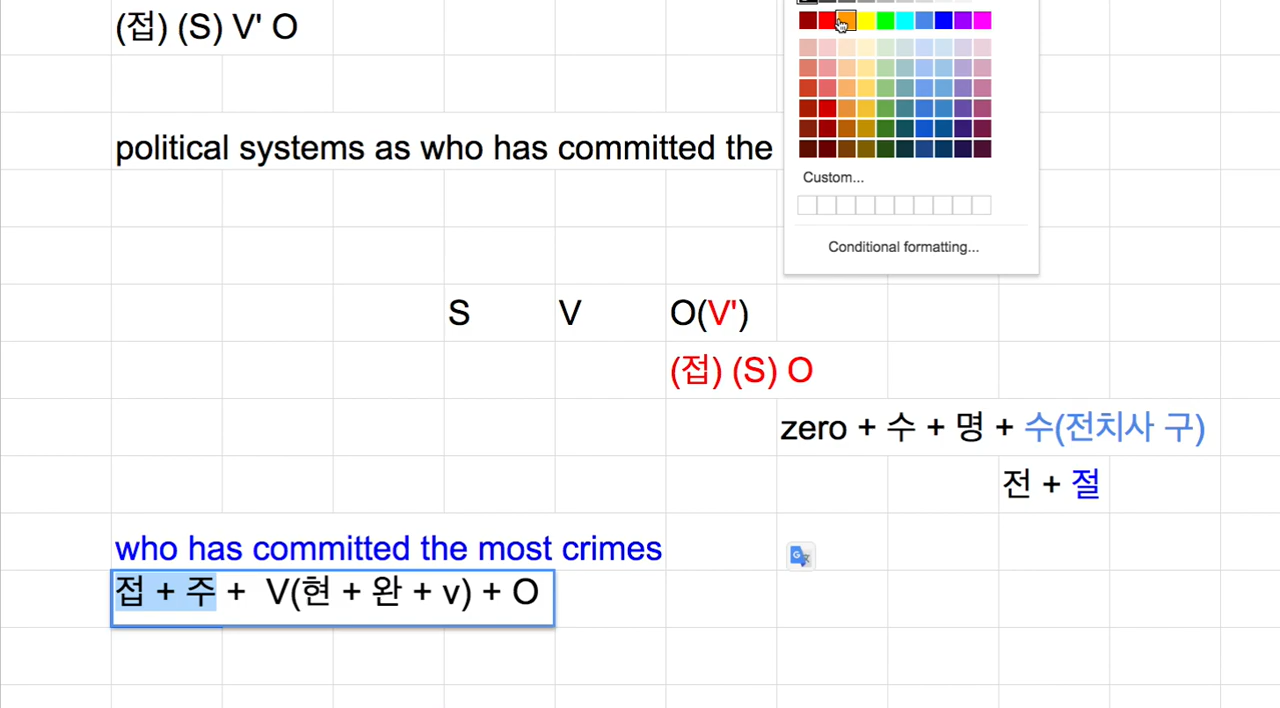 (접) (S) V' O
political systems as who has committed the
Custom...
Conditional formatting...
S V O(V')
(접) (S) O
zero + 수 + 명 + 수(전치사 구)
전 + 절
who has committed the most crimes
G
접 + 주 + V(현 + 완 + v) + O